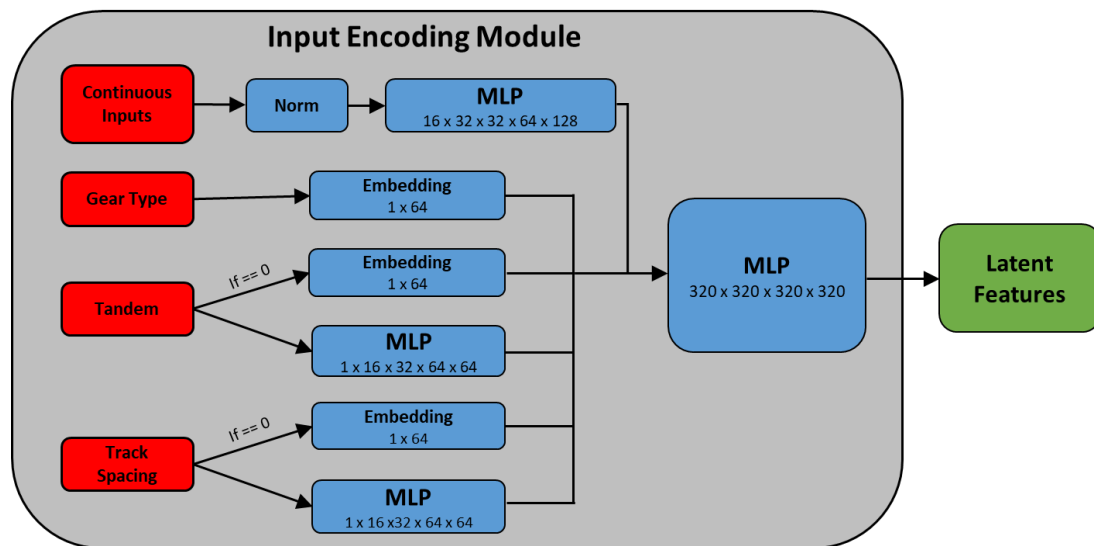 Input Encoding Module
Continuous
Inputs
Norm
MLP
16 x 32 x 32 x 64 x 128
Gear Type
Embedding
1 x 64
Tandem
If == 0
Embedding
1 x 64
MLP
1 x 16 x 32 x 64 x 64
Track
Spacing
If == 0
Embedding
1 x 64
MLP
1 x 16 x32 x 64 x 64
MLP
320 x 320 x 320 x 320
Latent
Features